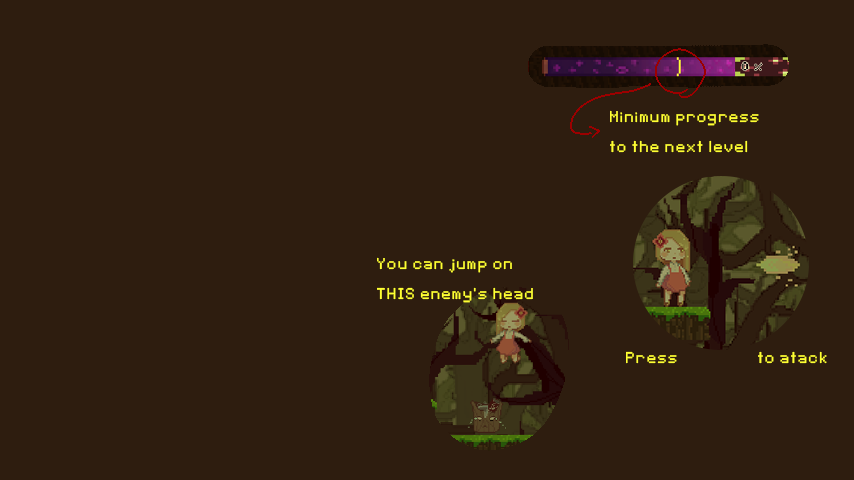 Minimum progress
to the next level
You can jump on
THIS enemy's head
Press to atack